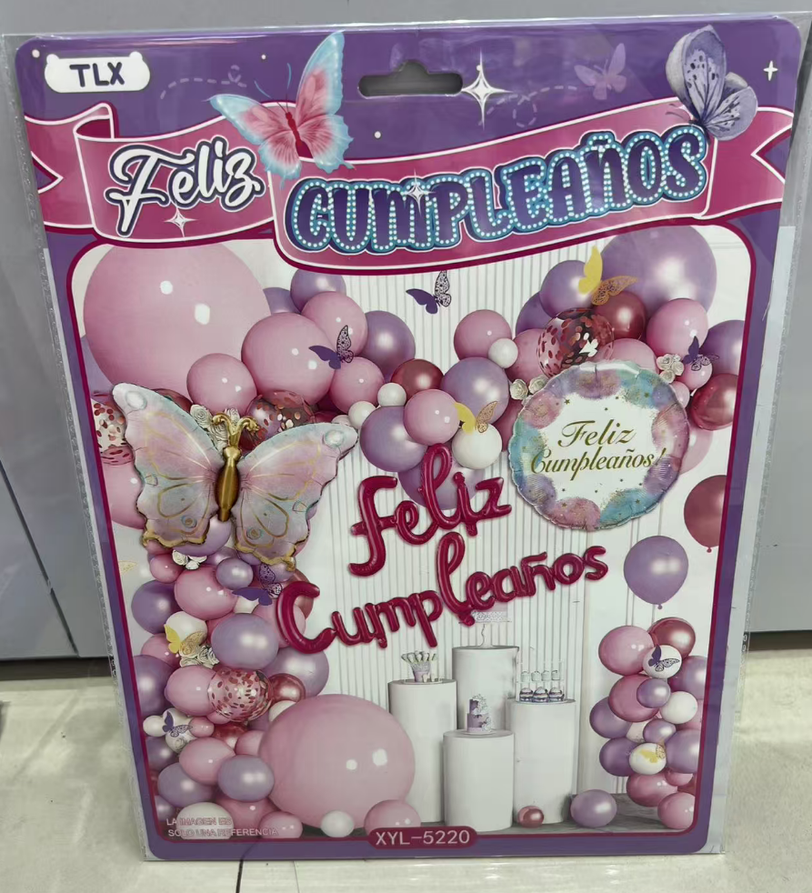 TLX
Feliz
CUMPLEAÑOS
Feliz
Cumpleaños!
Feliz
Cumpleaños
LA IMAGEN ES
SOLO UNA REFERENCIA
XYL-5220